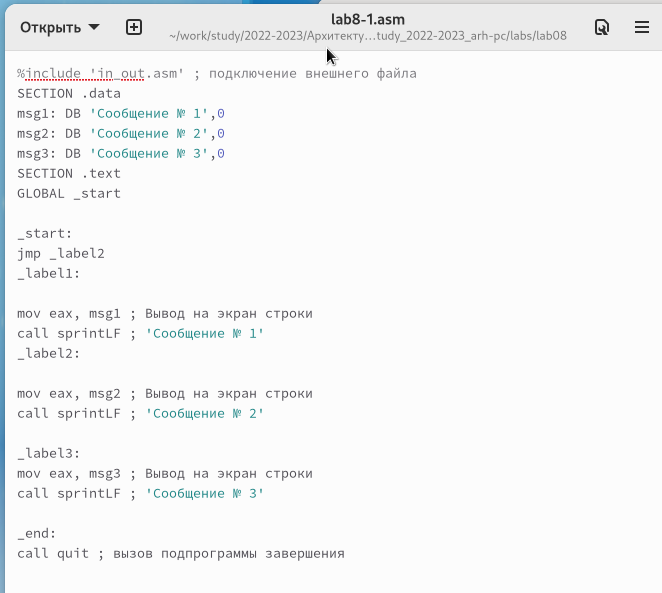 Открыть
lab8-1.asm
~/work/study/2022-2023/Архитекту…tudy_2022-2023_arh-pc/labs/lab08
%include 'in_out.asm' ; подключение внешнего файла
SECTION .data
msg1: DB 'Сообщение № 1',0
msg2: DB 'Сообщение № 2',0
msg3: DB 'Сообщение № 3',0
SECTION .text
GLOBAL _start
_start:
jmp _label2
_label1:
mov eax, msg1 ; Вывод на экран строки
call sprintLF ; 'Сообщение № 1'
_label2:
mov eax, msg2 ; Вывод на экран строки
call sprintLF ; 'Сообщение № 2'
_label3:
mov eax, msg3 ; Вывод на экран строки
call sprintLF ; 'Сообщение № 3'
_end:
call quit ; вызов подпрограммы завершения